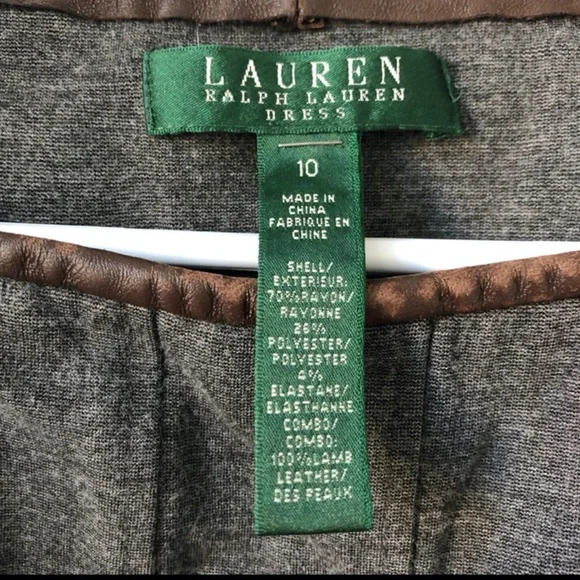 LAUREN
RALPH LAUREN
DRESS
10
MADE IN
CHINA
FABRIQUE EN
CHINE
SHELL/
EXTERIEUR:
70%RAYON/
RAYONNE
26%
POLYESTER/
POLYESTER
4%
ELASTANE/
ELASTHANNE
COMBO/
COMBO:
100%LAMB
LEATHER/
DES PEAUX